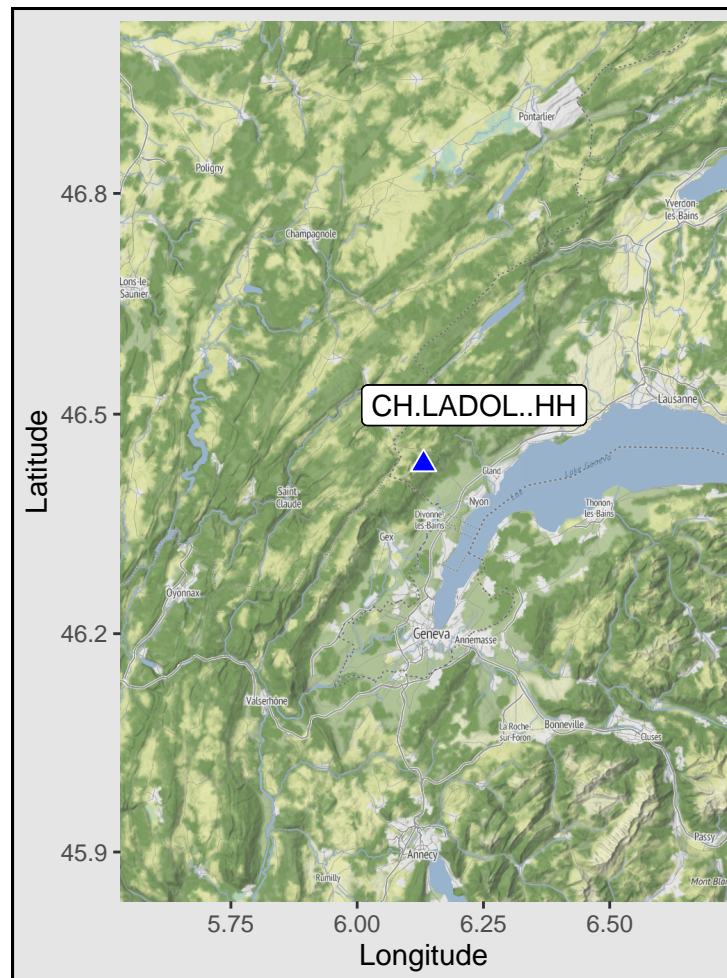 Pontarlier
Poligny
46.8
Yverdon-
les-Bains
Champagnole
Lons-le-
Saunier
CH.LADOL..HH
46.5
Lausanne
Latitude
Lake Geneva
Gland
Saint
Claude
Nyon
Thonon
les-Bains
Divonne-
les-Bains
Gex
Oyonnax
46.2
Geneva
Annemasse
Valserhône
La Roche-
sur-Foron
Bonneville
Cluses
Passy
45.9
Annecy
Rumilly
Mont Blanc
5.75
6.00
6.25
6.50
Longitude